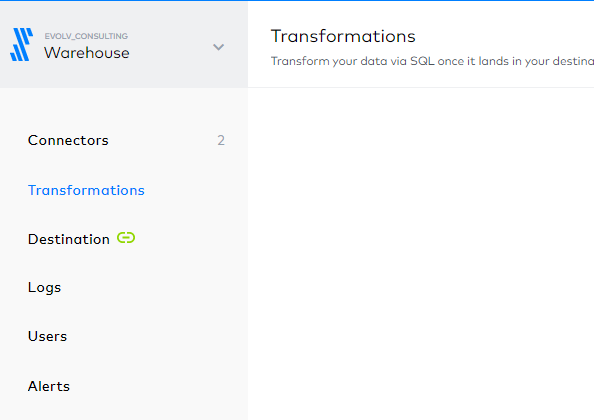 EVOLV_CONSULTING
Warehouse
Transformations
Transform your data via SQL once it lands in your destina
Connectors 2
Transformations
Destination
Logs
Users
Alerts